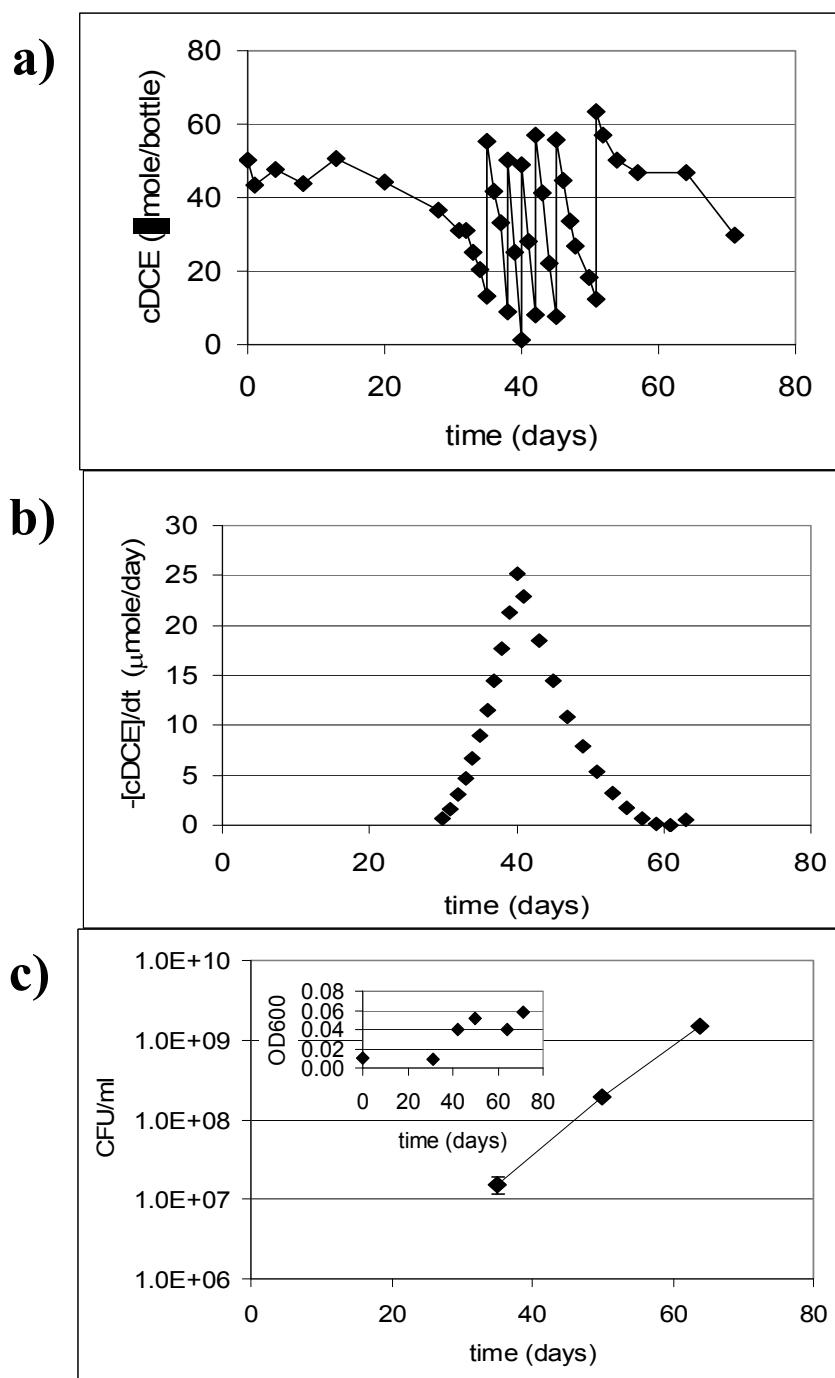 a)
80
60
40
20
0
cDCE ( mole/bottle)
0 20 40 60 80
time (days)
b)
30
25
20
15
10
5
0
-[cDCE]/dt (μmole/day)
0 20 40 60 80
time (days)
c)
1.0E+10
1.0E+09
1.0E+08
1.0E+07
1.0E+06
CFU/ml
0.08
0.06
0.04
0.02
0.00
OD600
0 20 40 60 80
time (days)
0 20 40 60 80
time (days)